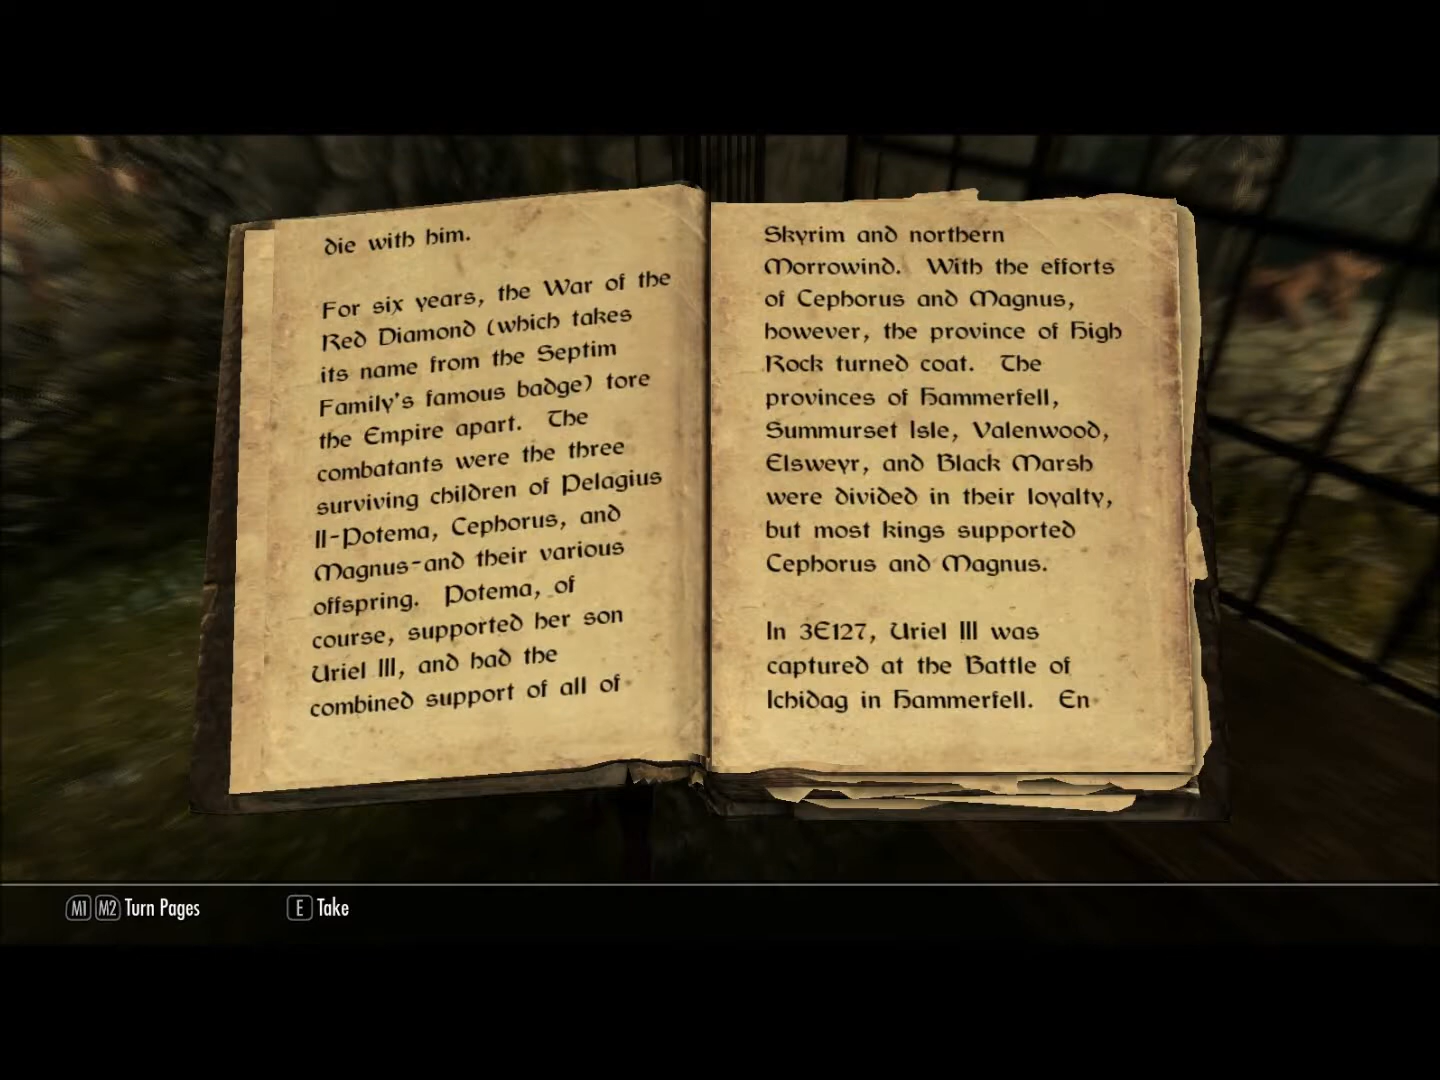 die with him.
For six years, the War of the
Red Diamond (which takes
its name from the Septim
Family's famous badge) tore
the Empire apart. The
combatants were the three
surviving children of Pelagius
II-Potema, Cephorus, and
Magnus-and their various
offspring. Potema, of
course, supported her son
Uriel III, and had the
combined support of all of
Skyrim and northern
Morrowind. With the efforts
of Cephorus and Magnus,
however, the province of High
Rock turned coat. The
provinces of Hammerfell,
Summurset Isle, Valenwood,
Elsweyr, and Black Marsh
were divided in their loyalty,
but most kings supported
Cephorus and Magnus.
In 3E127, Uriel III was
captured at the Battle of
Ichidag in Hammerfell. En
M1 M2 Turn Pages
E Take